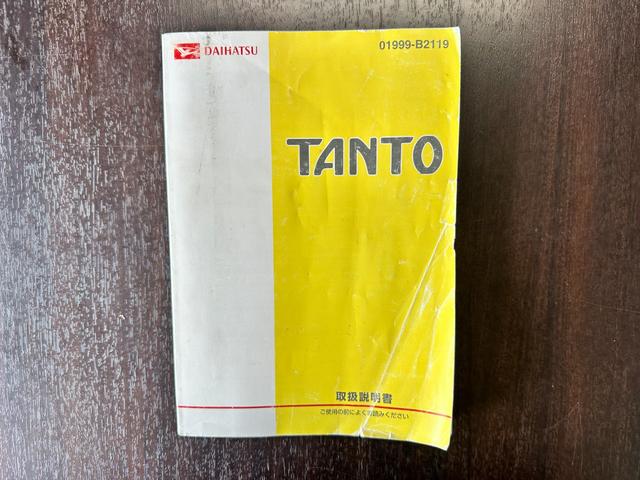 DAIHATSU
01999-B2119
TANTO
取扱説明書
ご使用の前によくお読みください